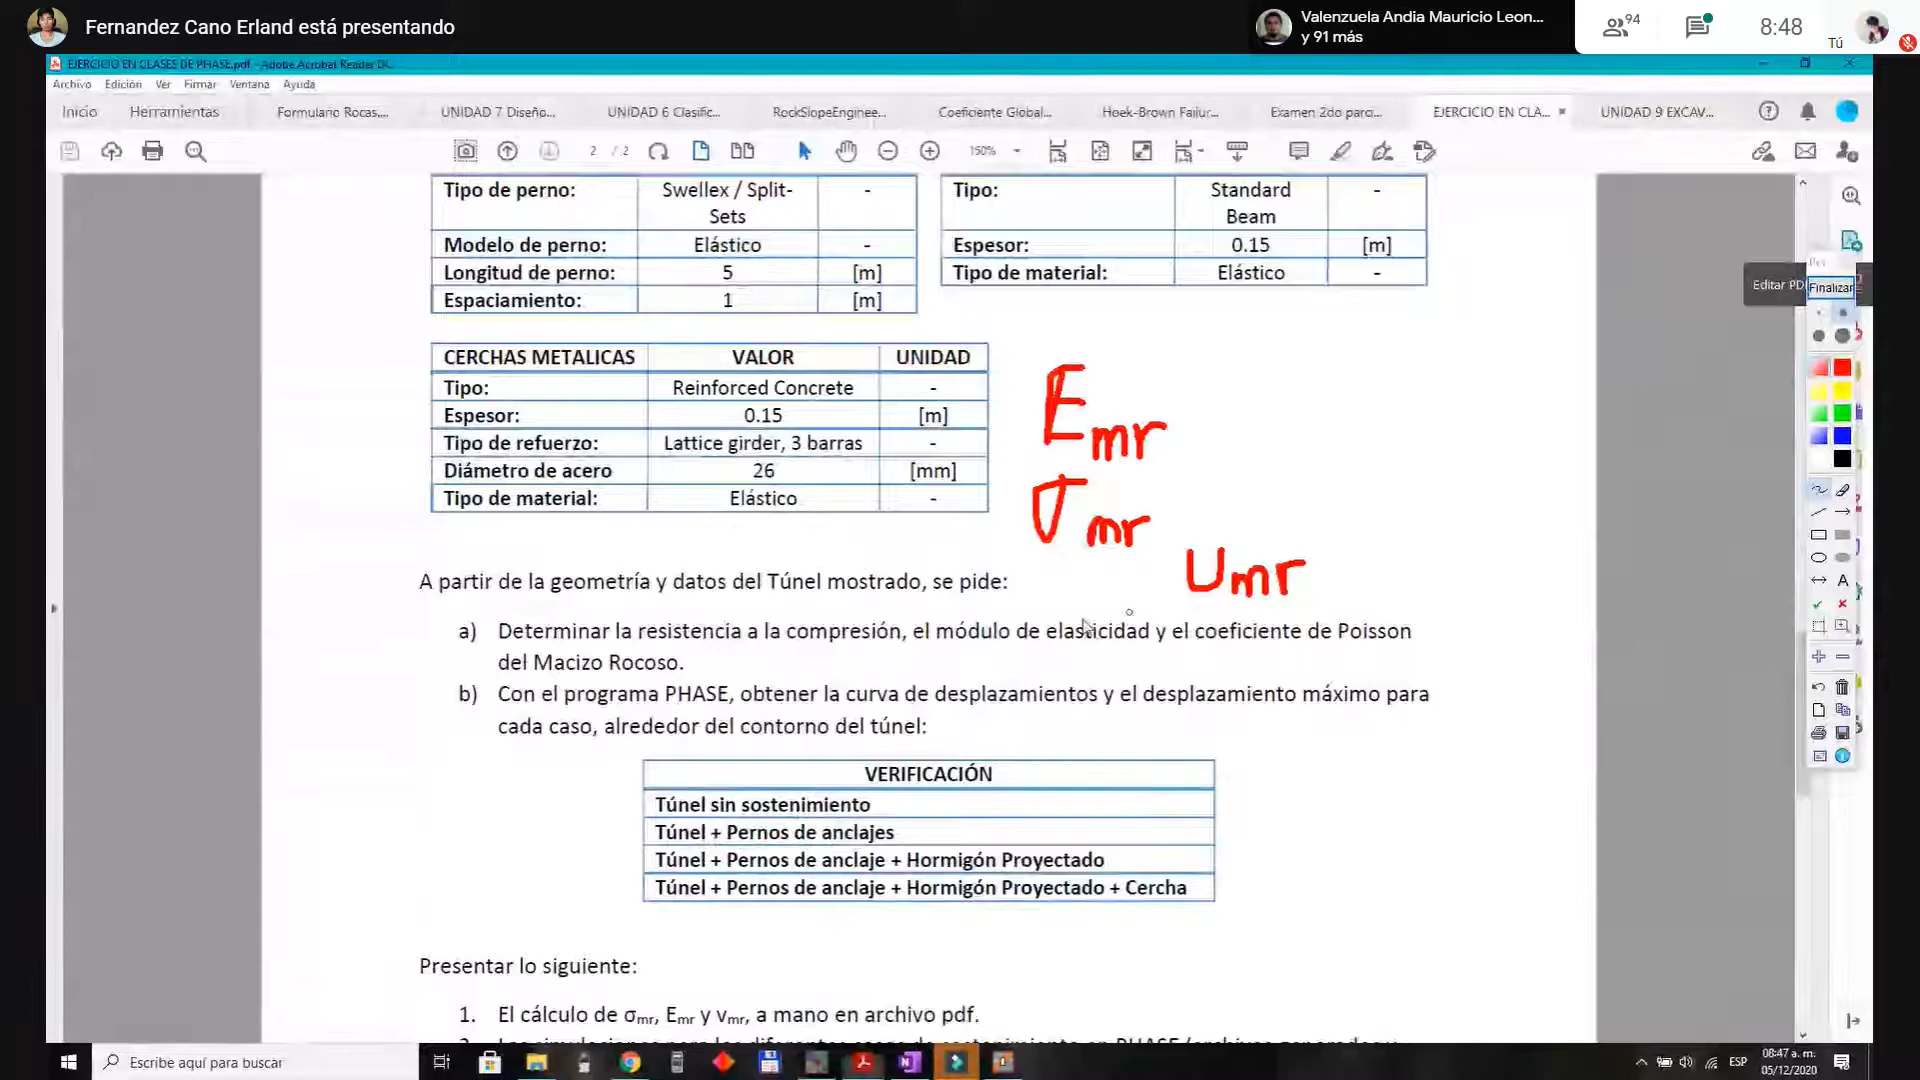 Fernandez Cano Erland está presentando
Valenzuela Andia Mauricio Leon...
y 91 más
94
8:48
Tú
EJERCICIO EN CLASES DE PHASE.pdf - Adobe Acrobat Reader DC
Archivo Edición Ver Firmar Ventana Ayuda
Inicio Herramientas Formulario Rocas.... UNIDAD 7 Diseño... UNIDAD 6 Clasific... RockSlopeEnginee... Coeficiente Global... Hoek-Brown Failur... Examen 2do parci... EJERCICIO EN CLA... UNIDAD 9 EXCAV...
2 / 2 150%
Tipo de perno: Swellex / Split-Sets -
Modelo de perno: Elástico -
Longitud de perno: 5 [m]
Espaciamiento: 1 [m]
Tipo: Standard Beam -
Espesor: 0.15 [m]
Tipo de material: Elástico -
Editar PD
Finalizar
CERCHAS METALICAS VALOR UNIDAD
Tipo: Reinforced Concrete -
Espesor: 0.15 [m]
Tipo de refuerzo: Lattice girder, 3 barras -
Diámetro de acero 26 [mm]
Tipo de material: Elástico -
Emr
σmr
υmr
A partir de la geometría y datos del Túnel mostrado, se pide:
a) Determinar la resistencia a la compresión, el módulo de elasticidad y el coeficiente de Poisson
del Macizo Rocoso.
b) Con el programa PHASE, obtener la curva de desplazamientos y el desplazamiento máximo para
cada caso, alrededor del contorno del túnel:
VERIFICACIÓN
Túnel sin sostenimiento
Túnel + Pernos de anclajes
Túnel + Pernos de anclaje + Hormigón Proyectado
Túnel + Pernos de anclaje + Hormigón Proyectado + Cercha
Presentar lo siguiente:
1. El cálculo de σmr, Emr y vmr, a mano en archivo pdf.
Escribe aquí para buscar
ESP
08:47 a. m.
05/12/2020